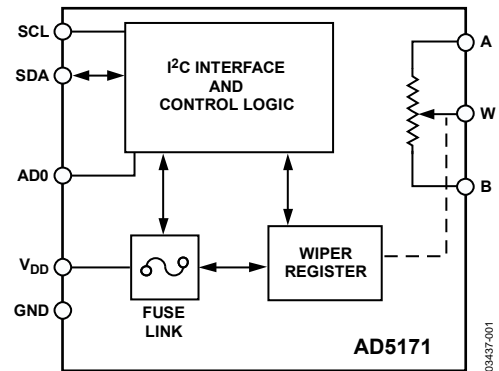 SCL
SDA
AD0
V_DD
GND
I²C INTERFACE
AND
CONTROL LOGIC
FUSE
LINK
WIPER
REGISTER
A
W
B
AD5171
03437-001